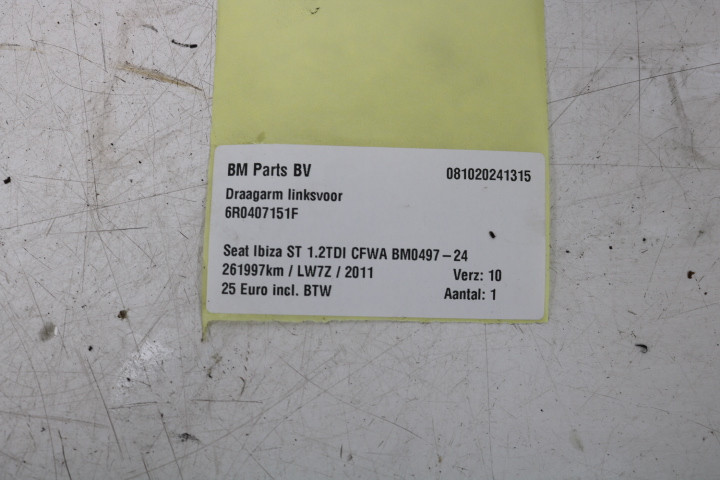 BM Parts BV 081020241315
Draagarm linksvoor
6R0407151F
Seat Ibiza ST 1.2TDI CFWA BM0497-24
261997km / LW7Z / 2011 Verz: 10
25 Euro incl. BTW Aantal: 1